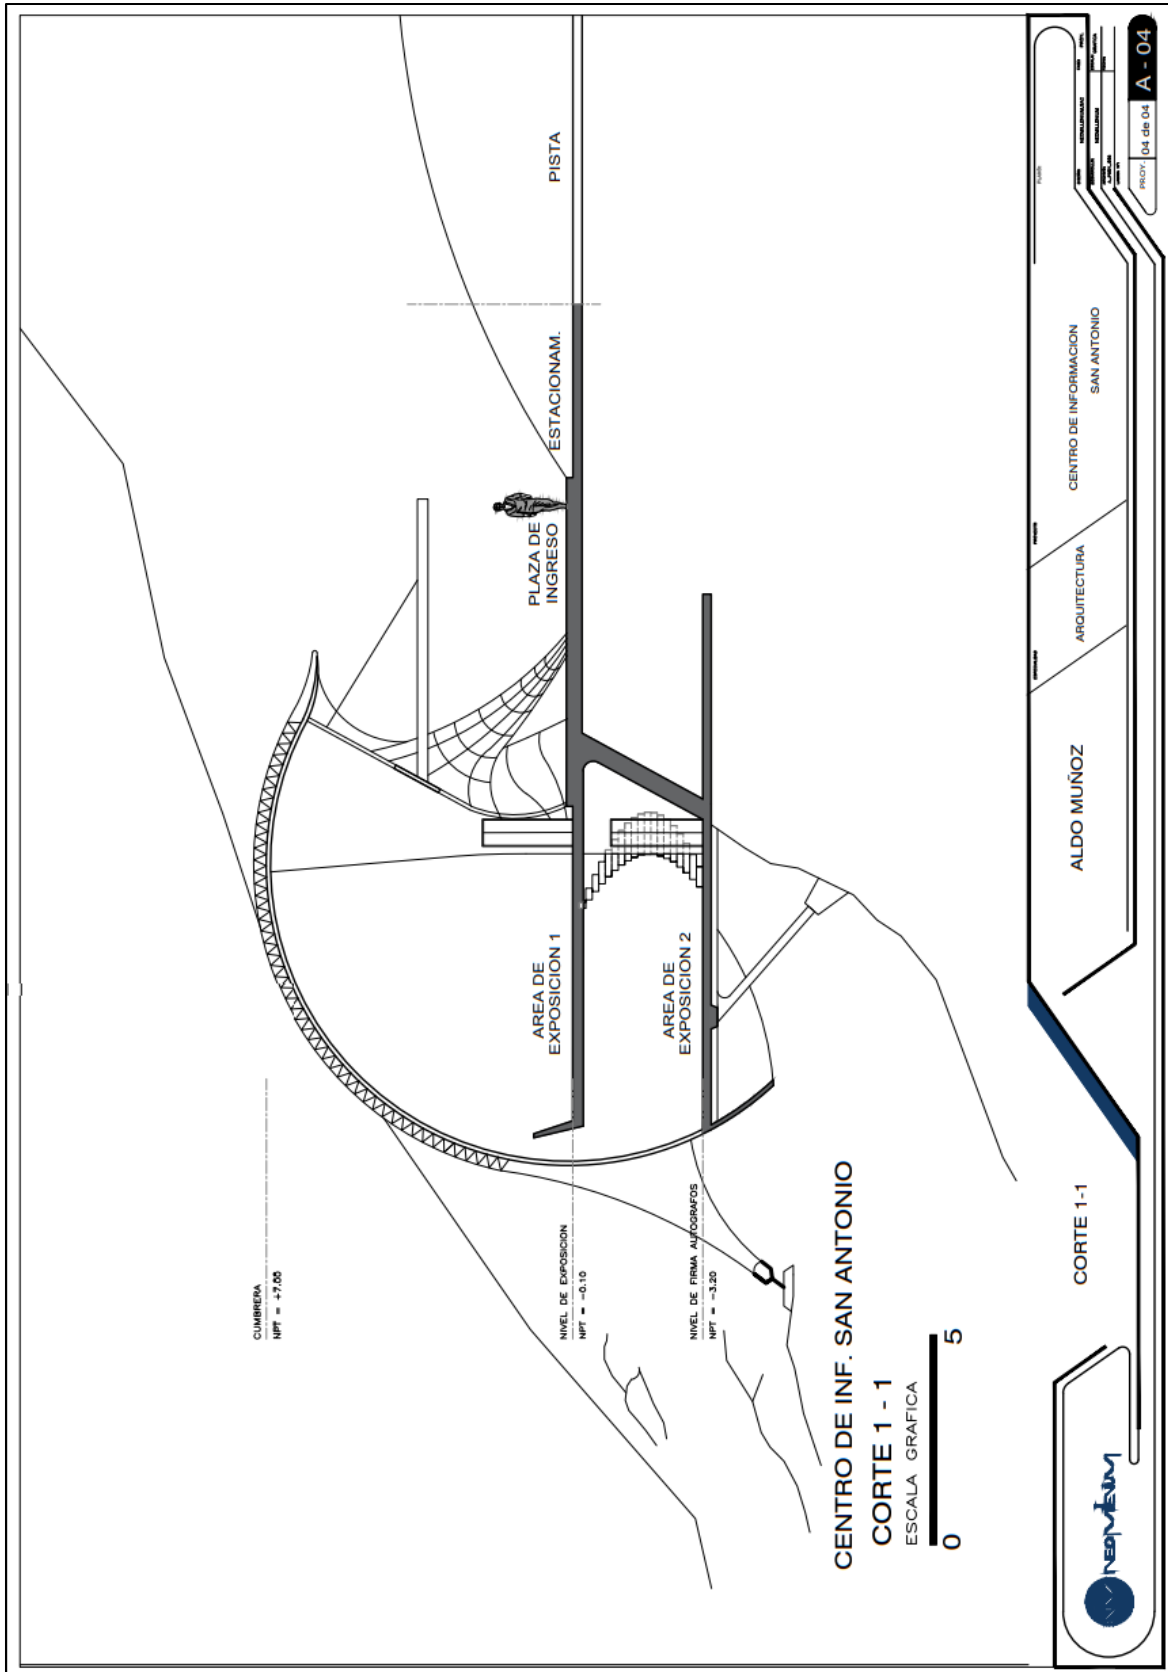 CUMBRERA
NPT = +7.05
NIVEL DE EXPOSICION
NPT = -0.10
NIVEL DE FIRMA AUTOGRAFOS
NPT = -3.20
AREA DE
EXPOSICION 1
AREA DE
EXPOSICION 2
PLAZA DE
INGRESO
ESTACIONAM.
PISTA
CENTRO DE INF. SAN ANTONIO
CORTE 1 - 1
ESCALA GRAFICA
0 5
CORTE 1-1
ALDO MUÑOZ
ARQUITECTURA
CENTRO DE INFORMACION
SAN ANTONIO
PROY. 04 de 04 A - 04